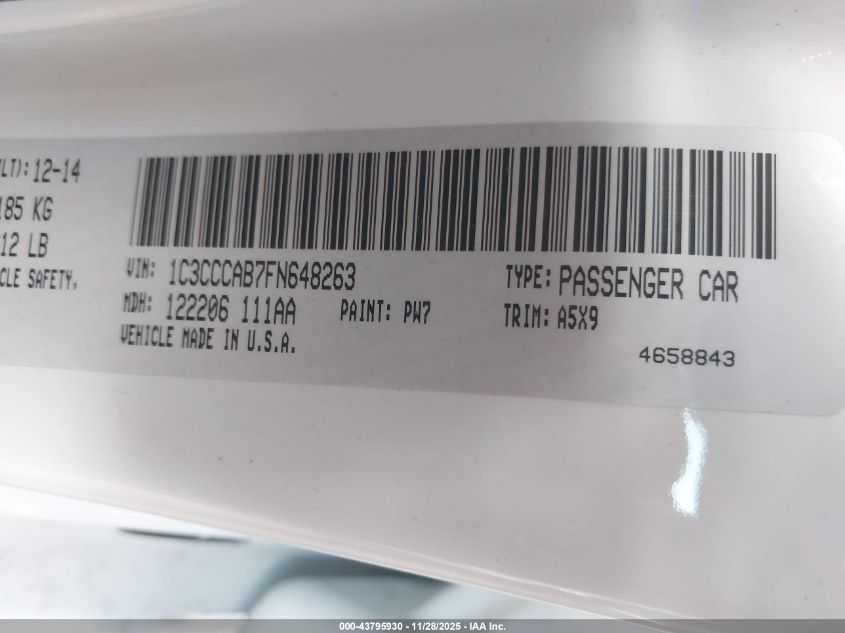 LT): 12-14
185 KG
12 LB
CLE SAFETY,
VIN: 1C3CCCAB7FN648263
TYPE: PASSENGER CAR
MDH: 122206 111AA
PAINT: PW7
TRIM: A5X9
VEHICLE MADE IN U.S.A.
4658843
000-43795930 - 11/28/2025 - IAA Inc.